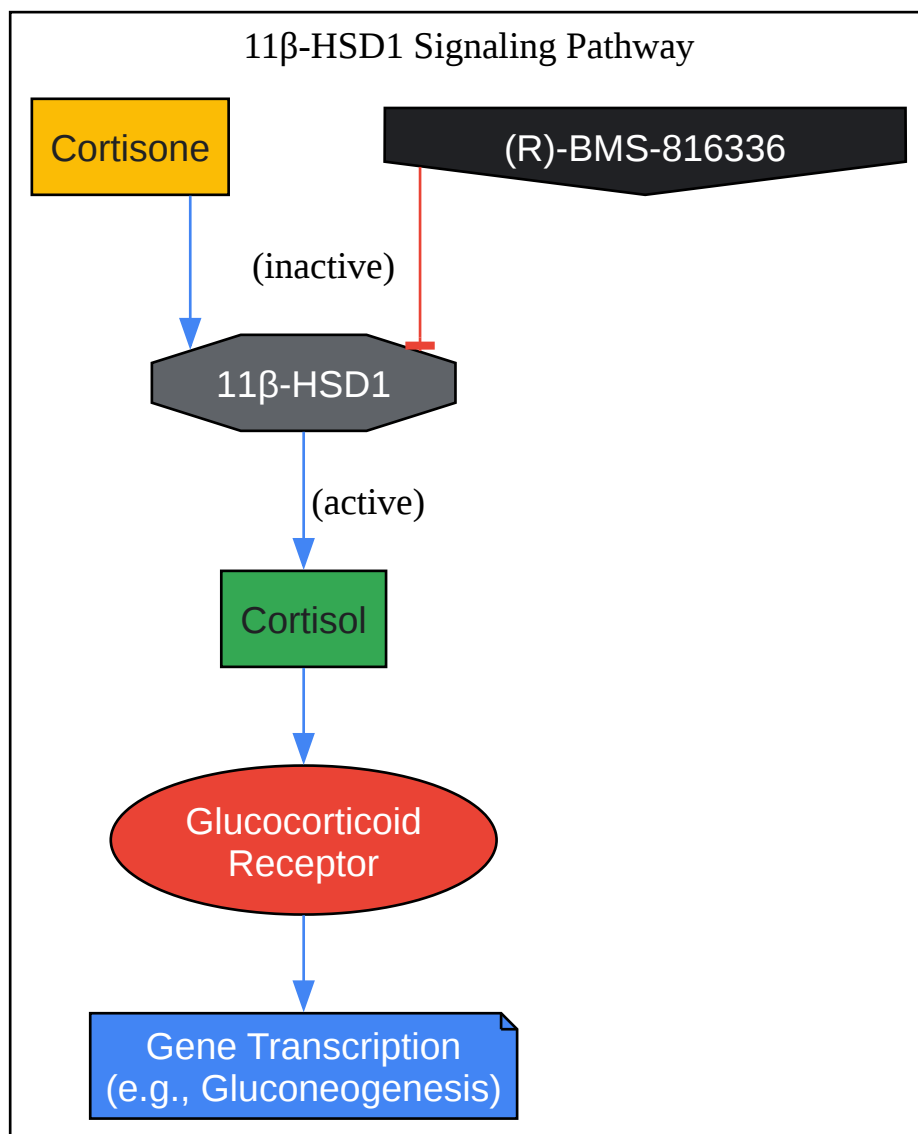 11β-HSD1 Signaling Pathway
Cortisone
(R)-BMS-816336
(inactive)
11β-HSD1
(active)
Cortisol
Glucocorticoid
Receptor
Gene Transcription
(e.g., Gluconeogenesis)